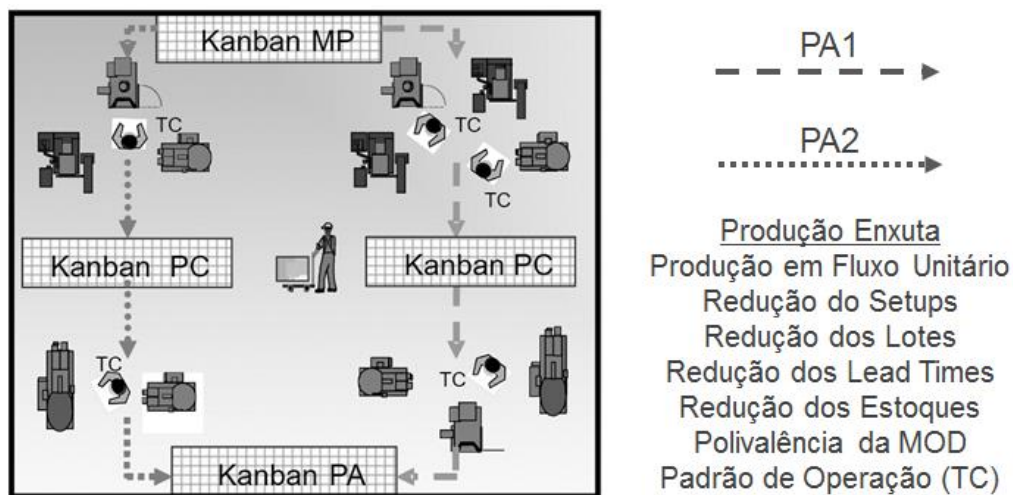 Kanban MP
TC
TC
TC
Kanban PC
Kanban PC
TC
TC
Kanban PA
PA1
PA2
Produção Enxuta
Produção em Fluxo Unitário
Redução do Setups
Redução dos Lotes
Redução dos Lead Times
Redução dos Estoques
Polivalência da MOD
Padrão de Operação (TC)